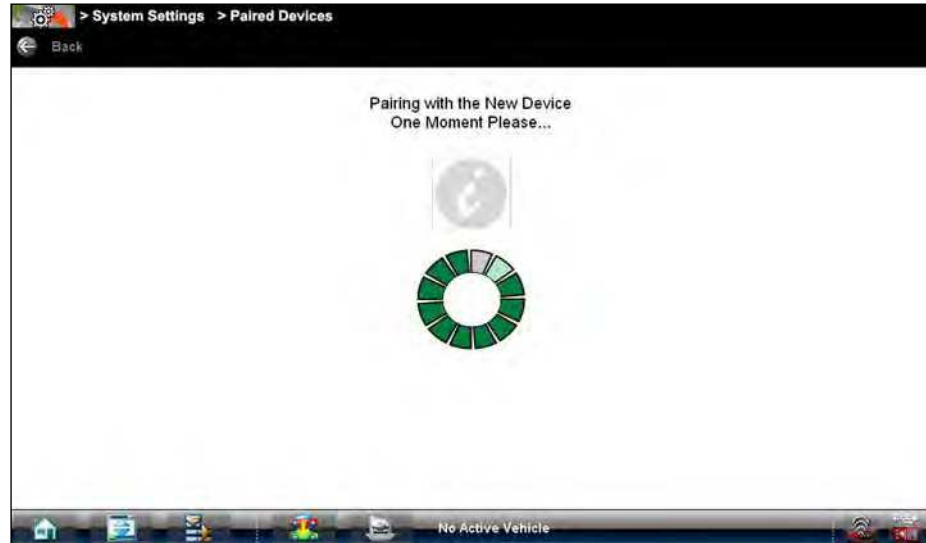 > System Settings > Paired Devices
Back
Pairing with the New Device
One Moment Please...
No Active Vehicle